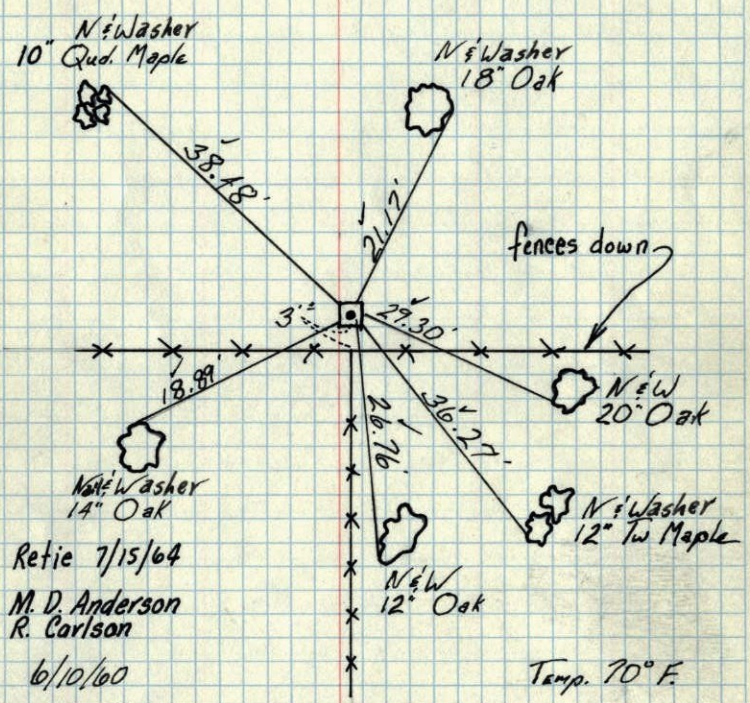 N & Washer
10" Qud. Maple
N & Washer
18" Oak
38.48'
21.12'
fences down
3'±
29.30'
18.89'
26.76'
36.27'
N & W
20" Oak
Nail & Washer
14" Oak
N & Washer
12" Tw Maple
N & W
12" Oak
Retie 7/15/64
M. D. Anderson
R. Carlson
6/10/60
Temp. 70° F.